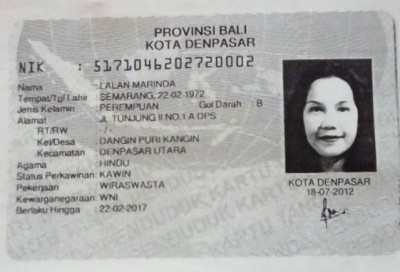 PROVINSI BALI
KOTA DENPASAR
NIK : 5171046202720002
Nama : LALAN MARINDA
Tempat/Tgl Lahir : SEMARANG, 22-02-1972
Jenis Kelamin : PEREMPUAN Gol Darah : B
Alamat : JL TUNJUNG II NO.1 A DPS
RT/RW : -/-
Kel/Desa : DANGIN PURI KANGIN
Kecamatan : DENPASAR UTARA
Agama : HINDU
Status Perkawinan: KAWIN
Pekerjaan : WIRASWASTA
Kewarganegaraan: WNI
Berlaku Hingga : 22-02-2017
KOTA DENPASAR
18-07-2012